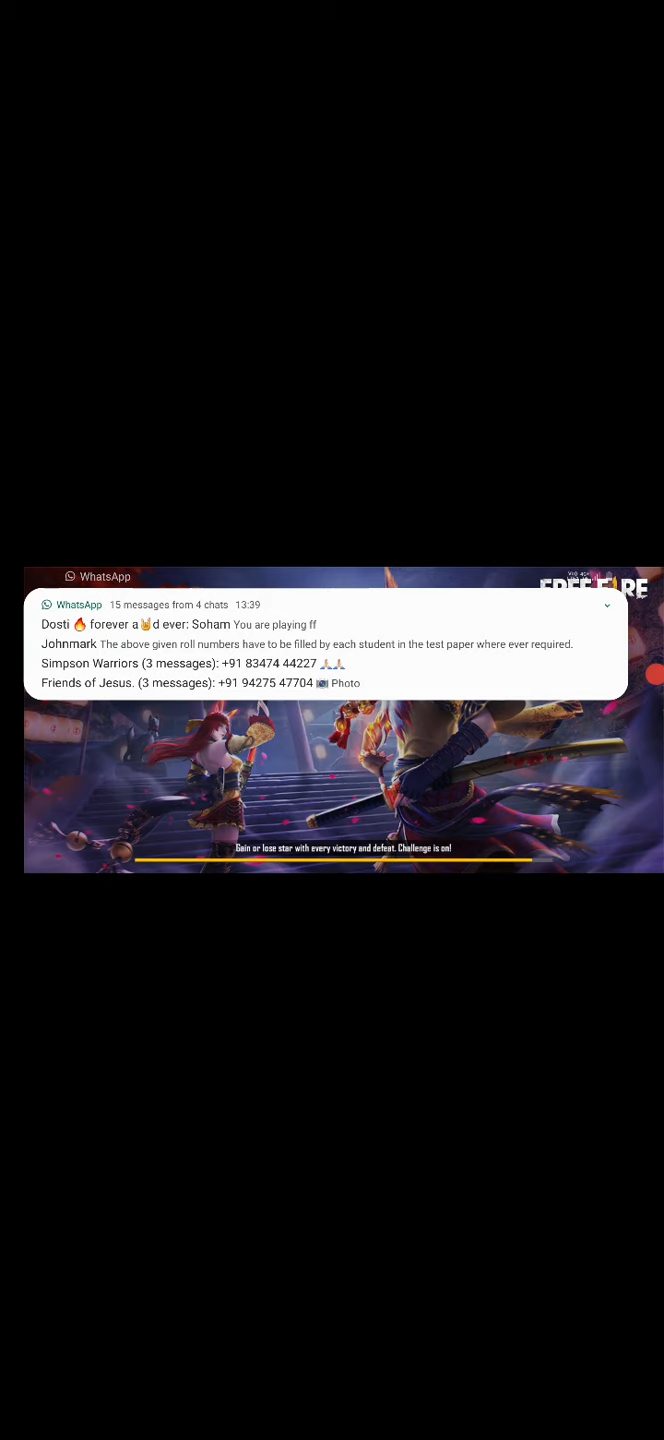 WhatsApp
FREE FIRE
WhatsApp 15 messages from 4 chats 13:39
Dosti 🔥 forever a🤘d ever: Soham You are playing ff
Johnmark The above given roll numbers have to be filled by each student in the test paper where ever required.
Simpson Warriors (3 messages): +91 83474 44227 🙏🏻🙏🏻
Friends of Jesus. (3 messages): +91 94275 47704 📷 Photo
Gain or lose star with every victory and defeat. Challenge is on!